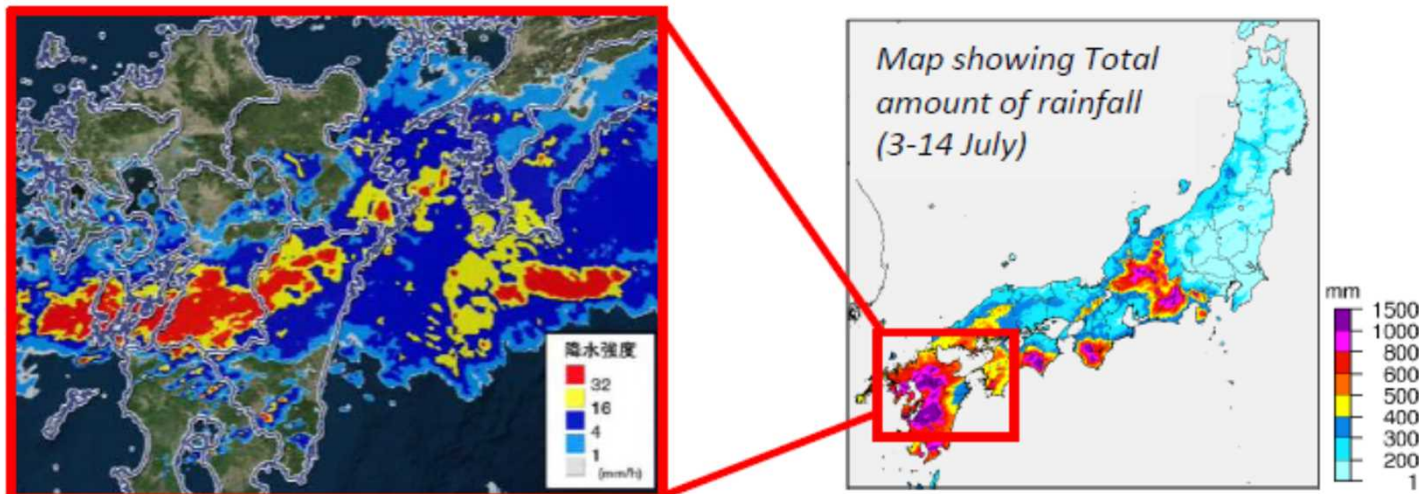 降水強度
32
16
4
1
(mm/h)
Map showing Total
amount of rainfall
(3-14 July)
mm
1500
1000
800
600
500
400
300
200
1